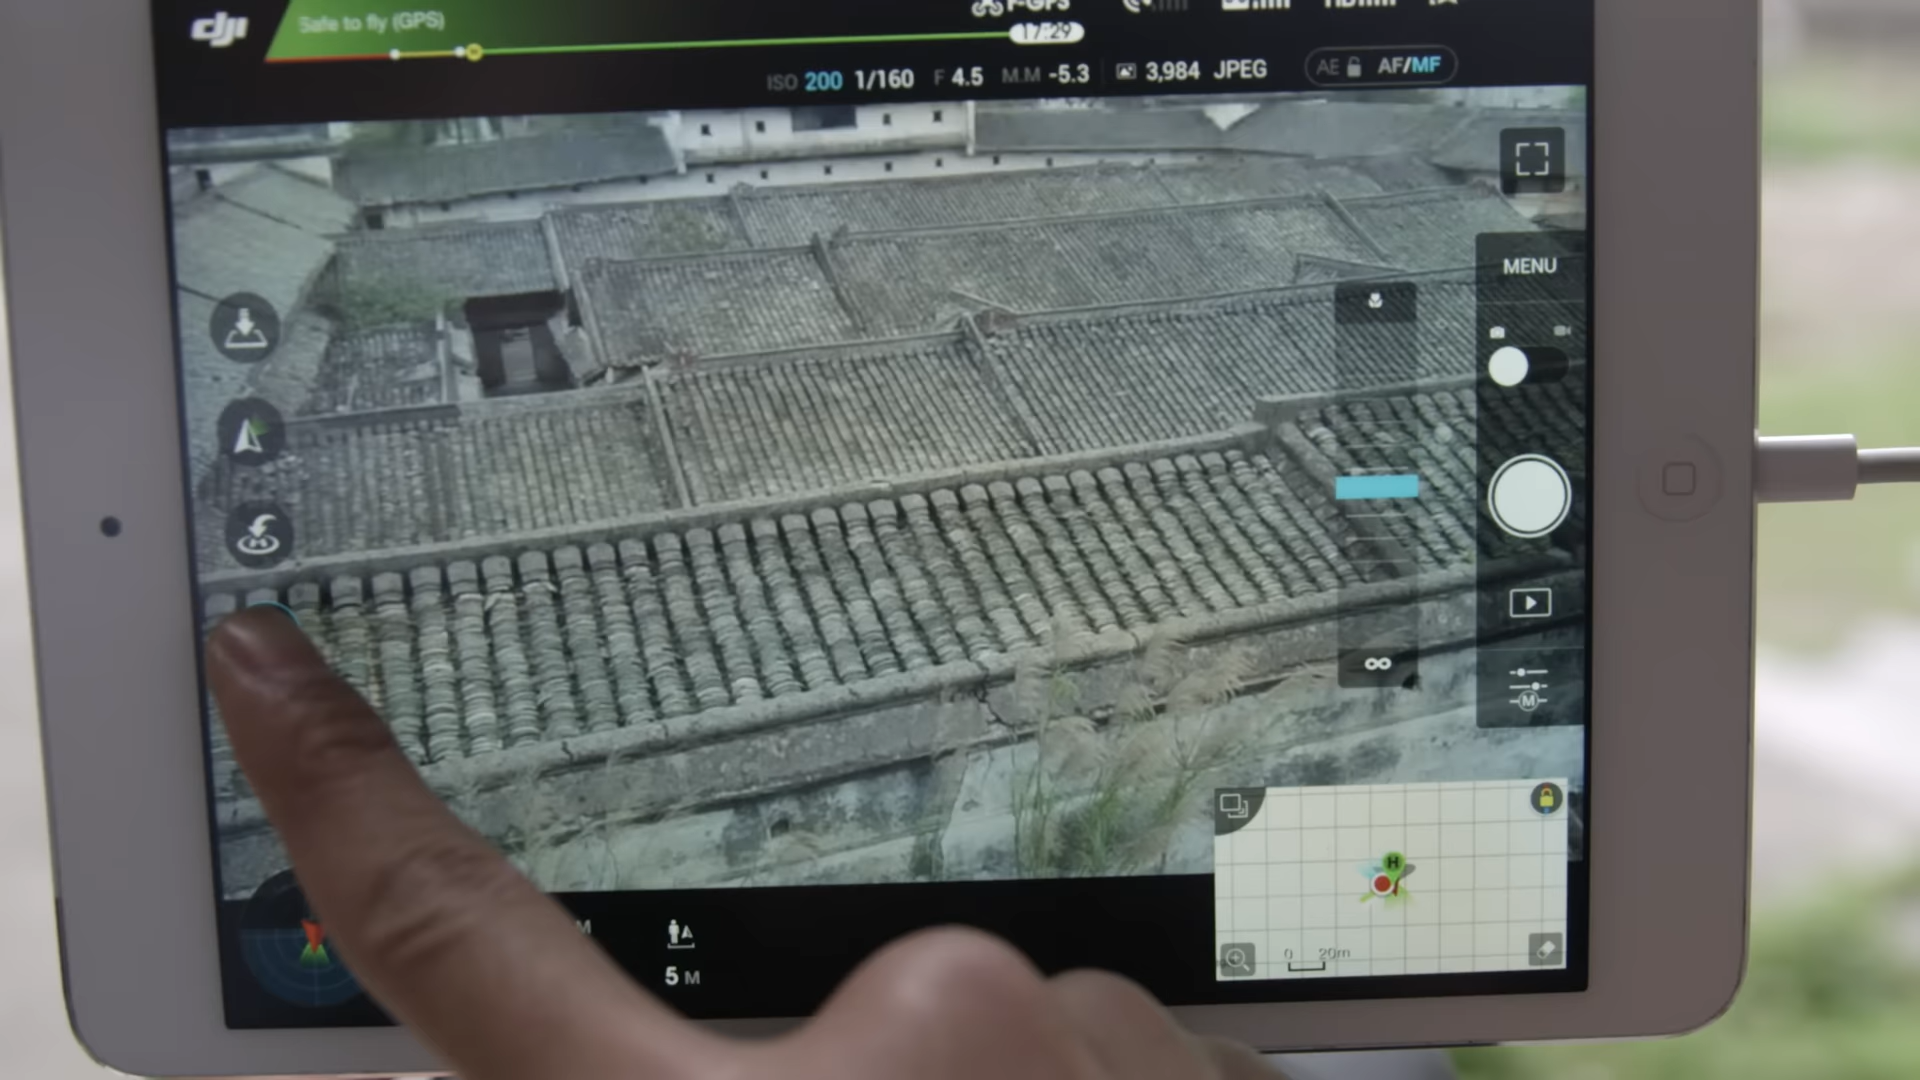 dji
Safe to fly (GPS)
F-GPS
17:29
ISO 200 1/160 F 4.5 M.M -5.3 3,984 JPEG AE AF/MF
MENU
H
M
∞
H
M
5 M
0 20m